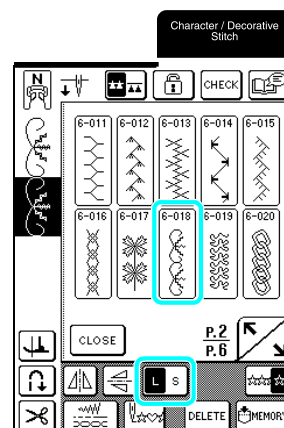 Character / Decorative
Stitch
N
CHECK
6-011 6-012 6-013 6-014 6-015
6-016 6-017 6-018 6-019 6-020
CLOSE
P.2
P.6
L S
DELETE
MEMORY